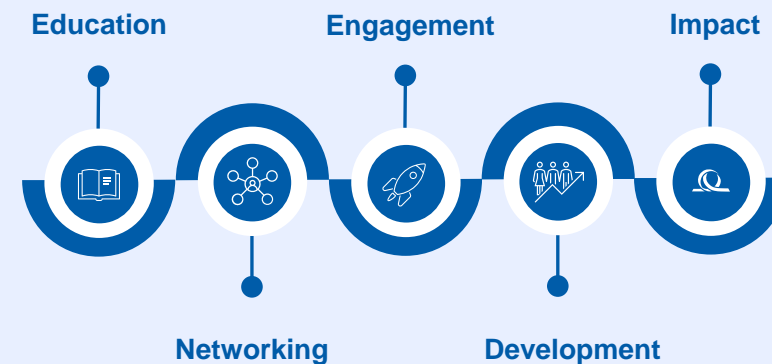 Education
Engagement
Impact
Networking
Development